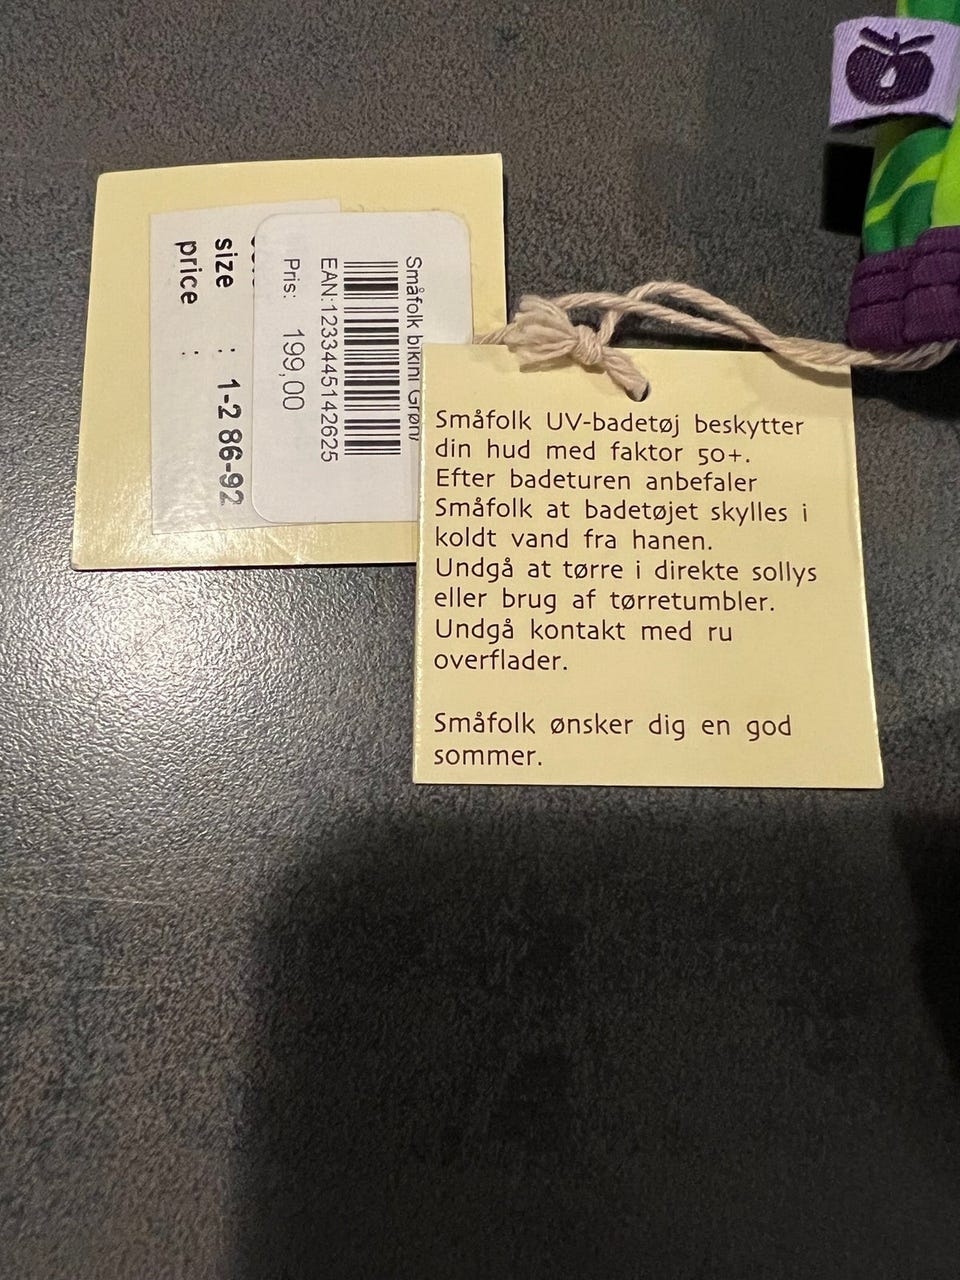 size : 1-2 86-92
price :
Småfolk bikini Grøn/
EAN:1233445142625
Pris: 199,00
Småfolk UV-badetøj beskytter
din hud med faktor 50+.
Efter badeturen anbefaler
Småfolk at badetøjet skylles i
koldt vand fra hanen.
Undgå at tørre i direkte sollys
eller brug af tørretumbler.
Undgå kontakt med ru
overflader.
Småfolk ønsker dig en god
sommer.